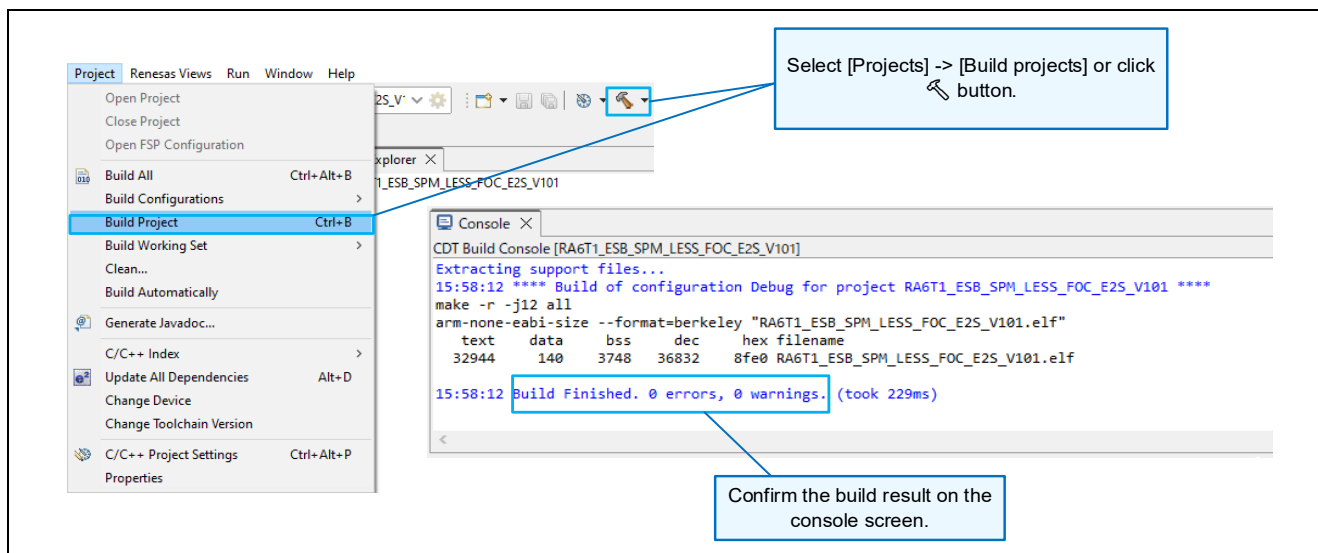 Select [Projects] -> [Build projects] or click
button.
Project Renesas Views Run Window Help
Open Project
Close Project
Open FSP Configuration
Build All Ctrl+Alt+B
Build Configurations >
Build Project Ctrl+B
Build Working Set >
Clean...
Build Automatically
Generate Javadoc...
C/C++ Index >
Update All Dependencies Alt+D
Change Device
Change Toolchain Version
C/C++ Project Settings Ctrl+Alt+P
Properties
2S_V
xplorer
1_ESB_SPM_LESS_FOC_E2S_V101
Console
CDT Build Console [RA6T1_ESB_SPM_LESS_FOC_E2S_V101]
Extracting support files...
15:58:12 **** Build of configuration Debug for project RA6T1_ESB_SPM_LESS_FOC_E2S_V101 ****
make -r -j12 all
arm-none-eabi-size --format=berkeley "RA6T1_ESB_SPM_LESS_FOC_E2S_V101.elf"
text data bss dec hex filename
32944 140 3748 36832 8fe0 RA6T1_ESB_SPM_LESS_FOC_E2S_V101.elf
15:58:12 Build Finished. 0 errors, 0 warnings. (took 229ms)
Confirm the build result on the
console screen.